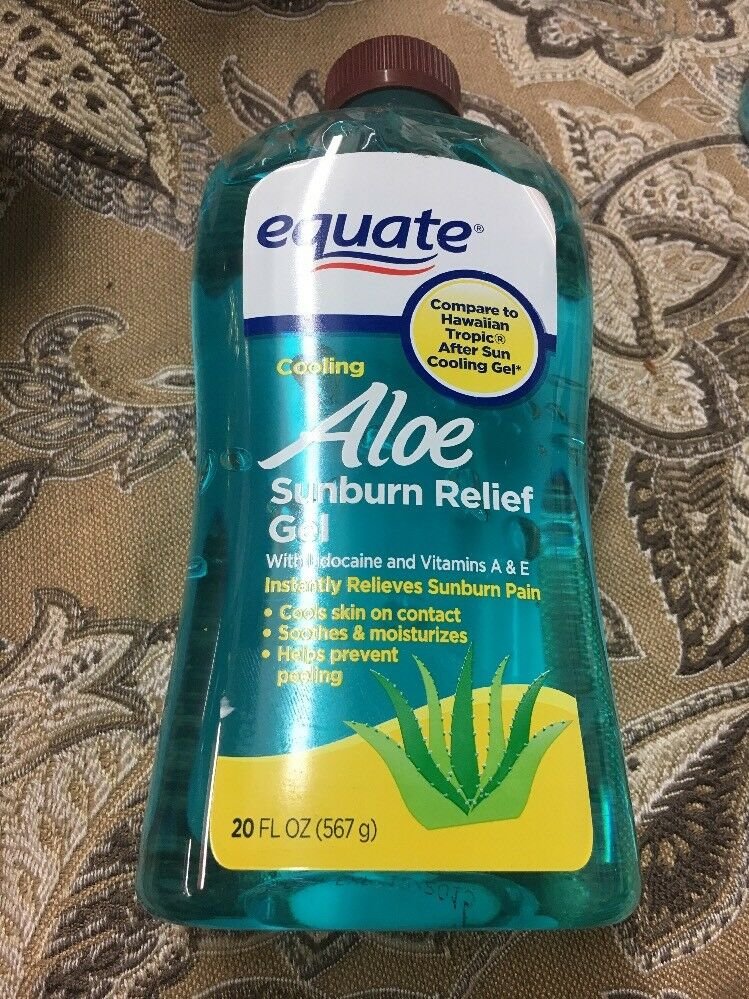 equate®
Compare to
Hawaiian
Tropic®
After Sun
Cooling Gel*
Cooling
Aloe
Sunburn Relief
Gel
With Lidocaine and Vitamins A & E
Instantly Relieves Sunburn Pain
• Cools skin on contact
• Soothes & moisturizes
• Helps prevent
peeling
20 FL OZ (567 g)